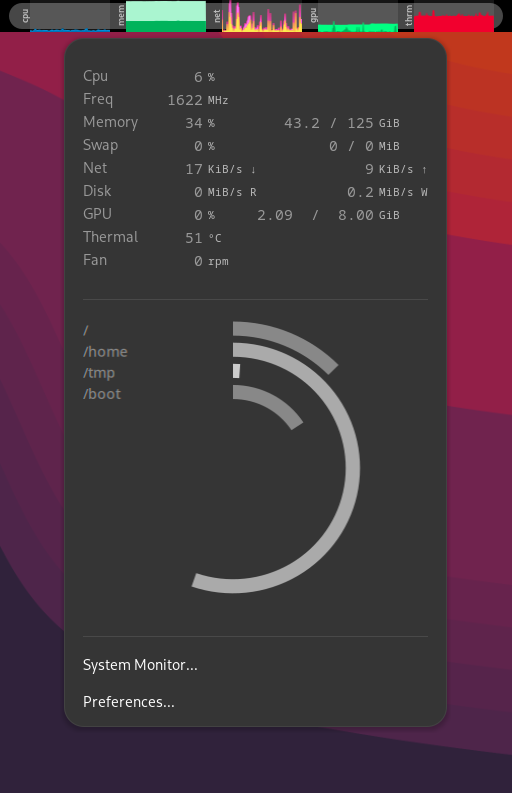 cpu mem net gpu thrm
Cpu 6 %
Freq 1622 MHz
Memory 34 % 43.2 / 125 GiB
Swap 0 % 0 / 0 MiB
Net 17 KiB/s ↓ 9 KiB/s ↑
Disk 0 MiB/s R 0.2 MiB/s W
GPU 0 % 2.09 / 8.00 GiB
Thermal 51 °C
Fan 0 rpm
/
/home
/tmp
/boot
System Monitor...
Preferences...